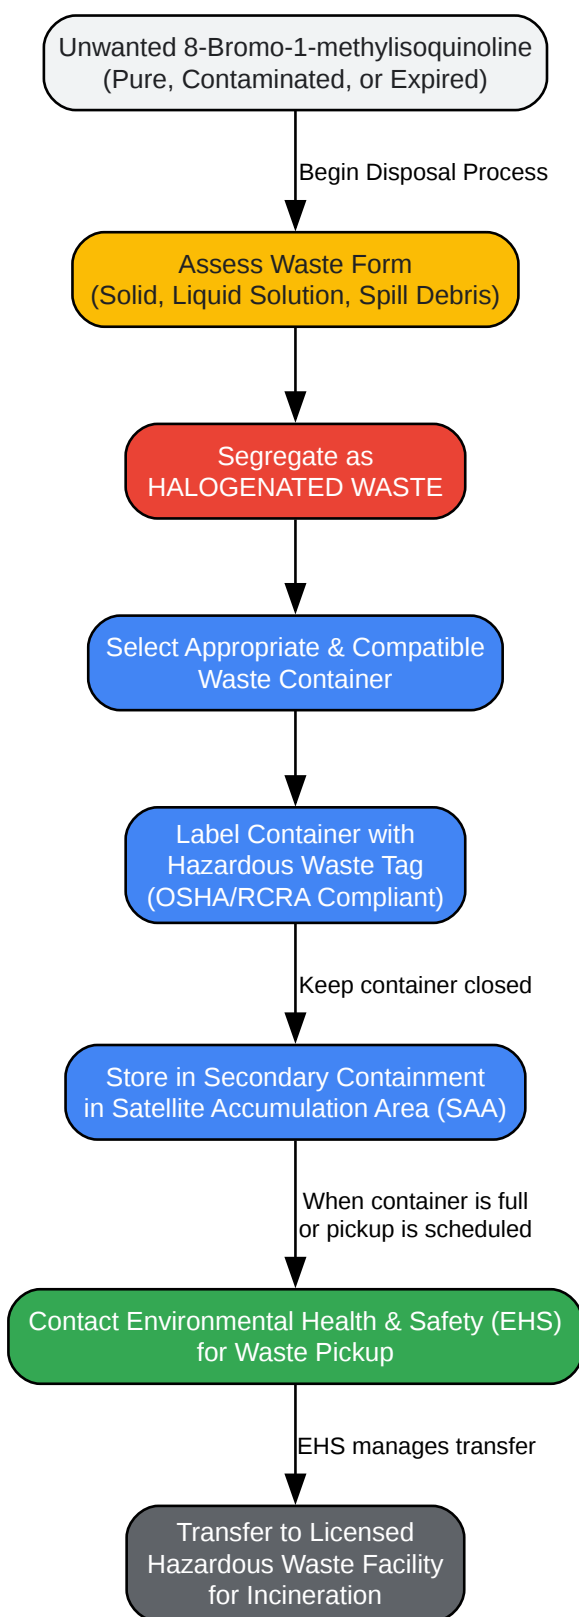 Unwanted 8-Bromo-1-methylisoquinoline
(Pure, Contaminated, or Expired)
Begin Disposal Process
Assess Waste Form
(Solid, Liquid Solution, Spill Debris)
Segregate as
HALOGENATED WASTE
Select Appropriate & Compatible
Waste Container
Label Container with
Hazardous Waste Tag
(OSHA/RCRA Compliant)
Keep container closed
Store in Secondary Containment
in Satellite Accumulation Area (SAA)
When container is full
or pickup is scheduled
Contact Environmental Health & Safety (EHS)
for Waste Pickup
EHS manages transfer
Transfer to Licensed
Hazardous Waste Facility
for Incineration